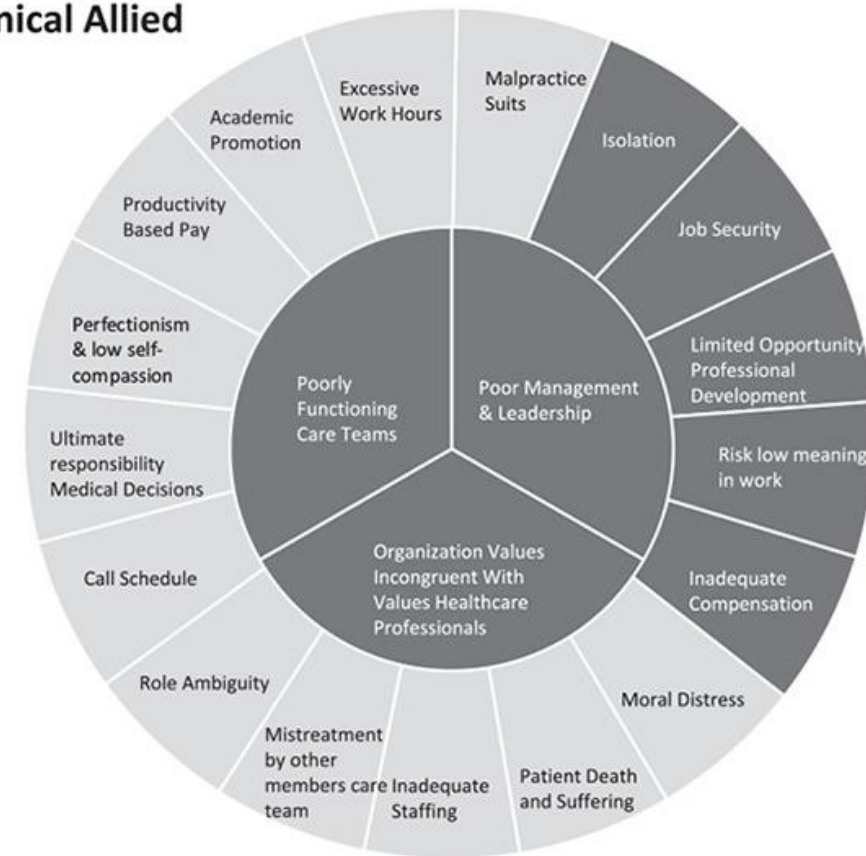 nical Allied
Malpractice
Suits
Isolation
Job Security
Limited Opportunity
Professional
Development
Risk low meaning
in work
Inadequate
Compensation
Moral Distress
Patient Death
and Suffering
Inadequate
Staffing
Mistreatment
by other
members care
team
Role Ambiguity
Call Schedule
Ultimate
responsibility
Medical Decisions
Perfectionism
& low self-
compassion
Productivity
Based Pay
Academic
Promotion
Excessive
Work Hours
Poorly
Functioning
Care Teams
Poor Management
& Leadership
Organization Values
Incongruent With
Values Healthcare
Professionals